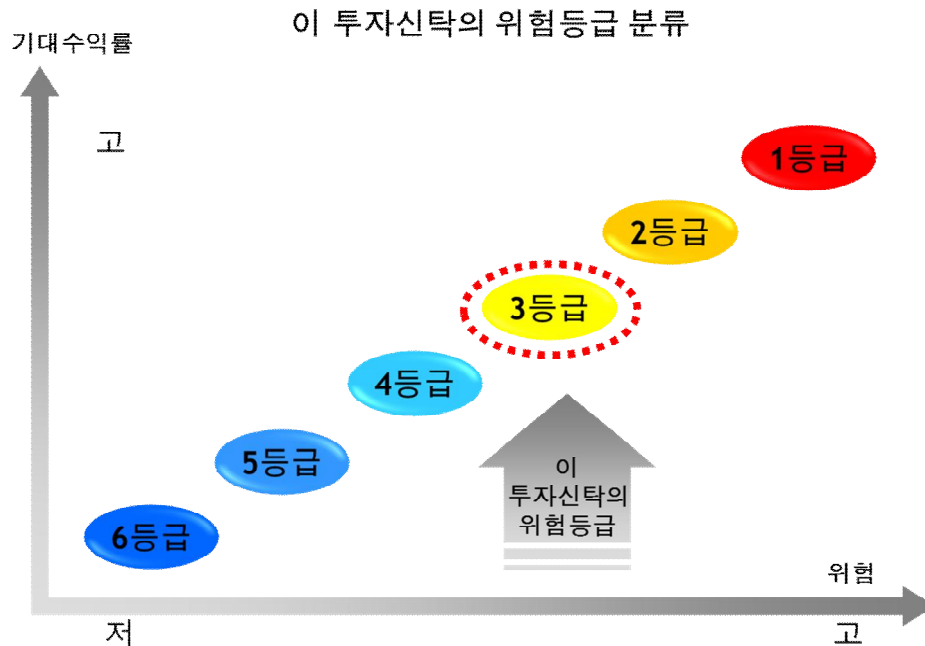 이 투자신탁의 위험등급 분류
기대수익률
고
1등급
2등급
3등급
4등급
5등급
6등급
이
투자신탁의
위험등급
위험
저
고